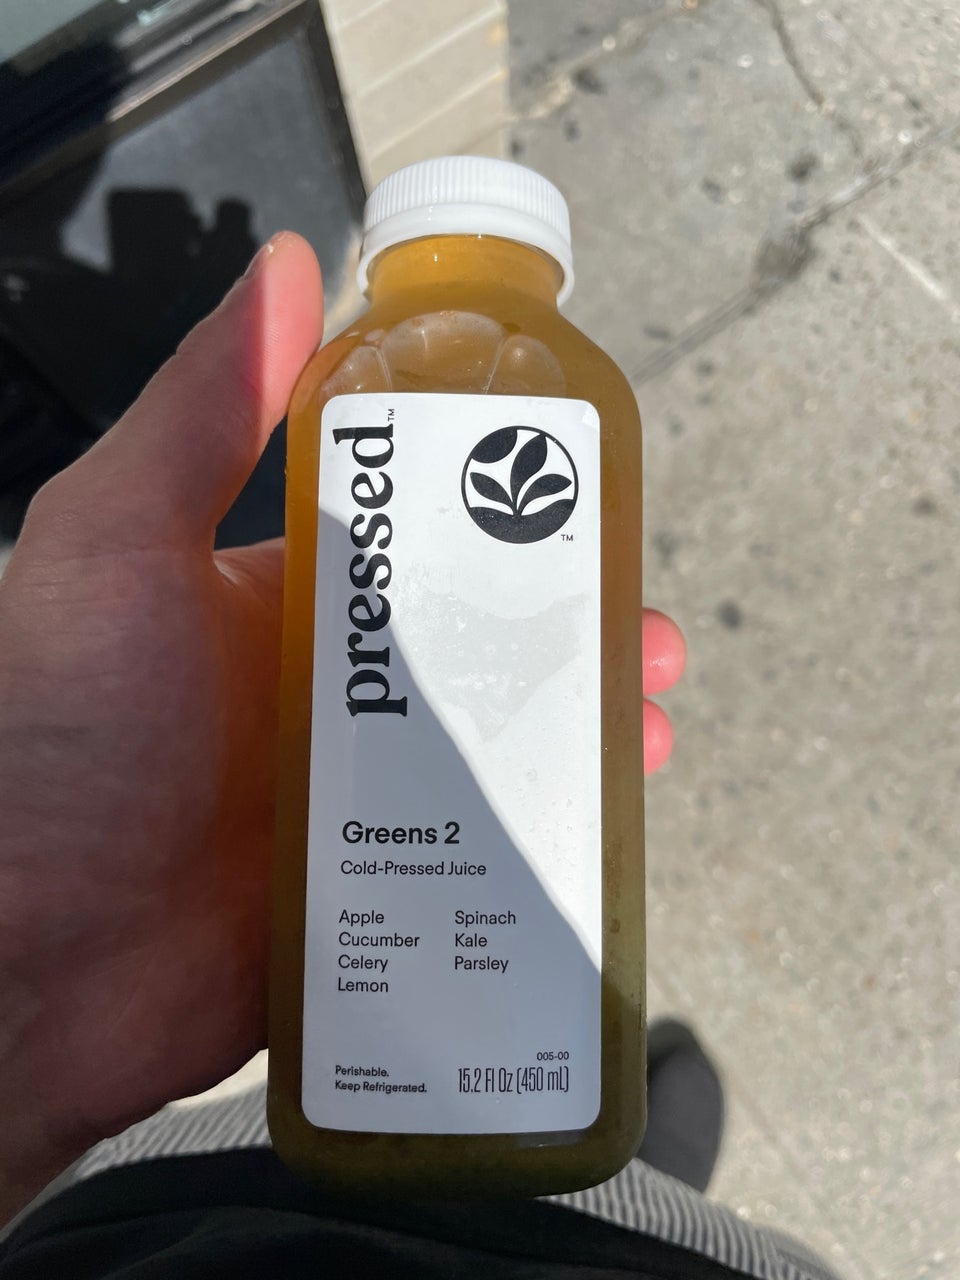 pressed™
™
Greens 2
Cold-Pressed Juice
Apple
Cucumber
Celery
Lemon
Spinach
Kale
Parsley
Perishable.
Keep Refrigerated.
005-00
15.2 Fl Oz (450 mL)